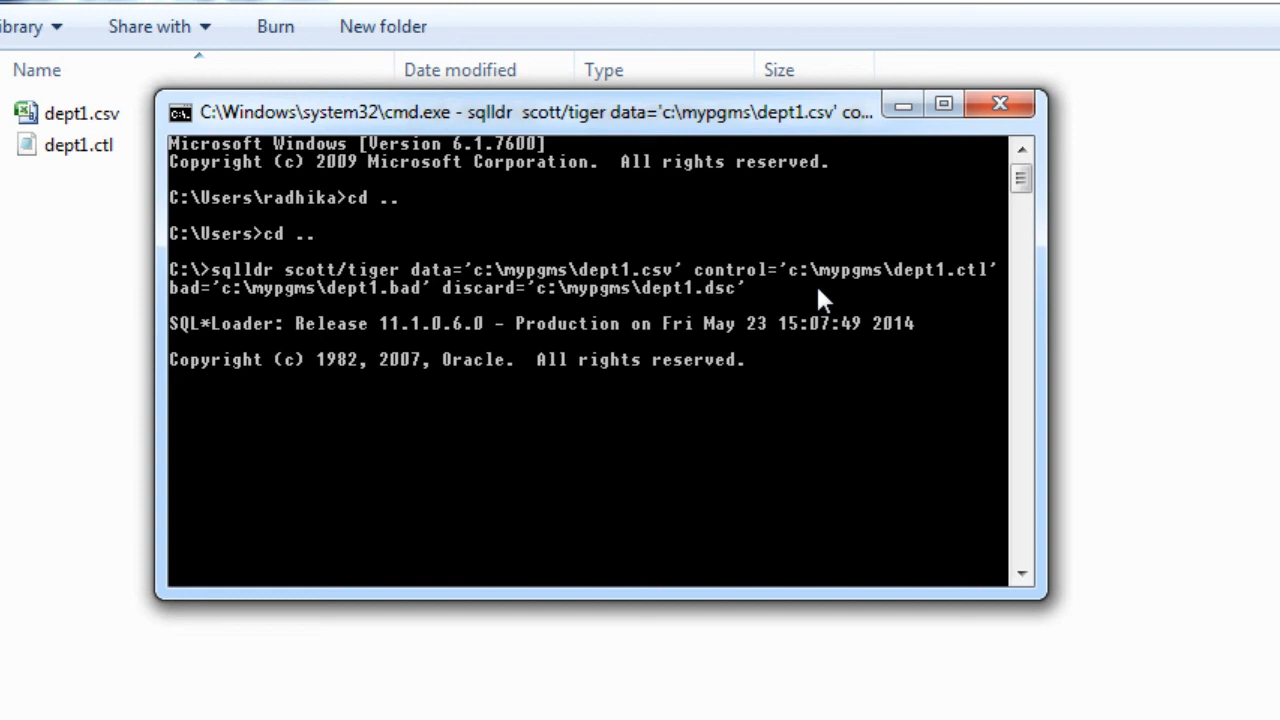 ibrary
Share with
Burn
New folder
Name
Date modified
Type
Size
dept1.csv
dept1.ctl
C:\Windows\system32\cmd.exe - sqlldr  scott/tiger data='c:\mypgms\dept1.csv' co...
Microsoft Windows [Version 6.1.7600]
Copyright (c) 2009 Microsoft Corporation.  All rights reserved.
C:\Users\radhika>cd ..
C:\Users>cd ..
C:\>sqlldr scott/tiger data='c:\mypgms\dept1.csv' control='c:\mypgms\dept1.ctl'
bad='c:\mypgms\dept1.bad' discard='c:\mypgms\dept1.dsc'
SQL*Loader: Release 11.1.0.6.0 - Production on Fri May 23 15:07:49 2014
Copyright (c) 1982, 2007, Oracle.  All rights reserved.